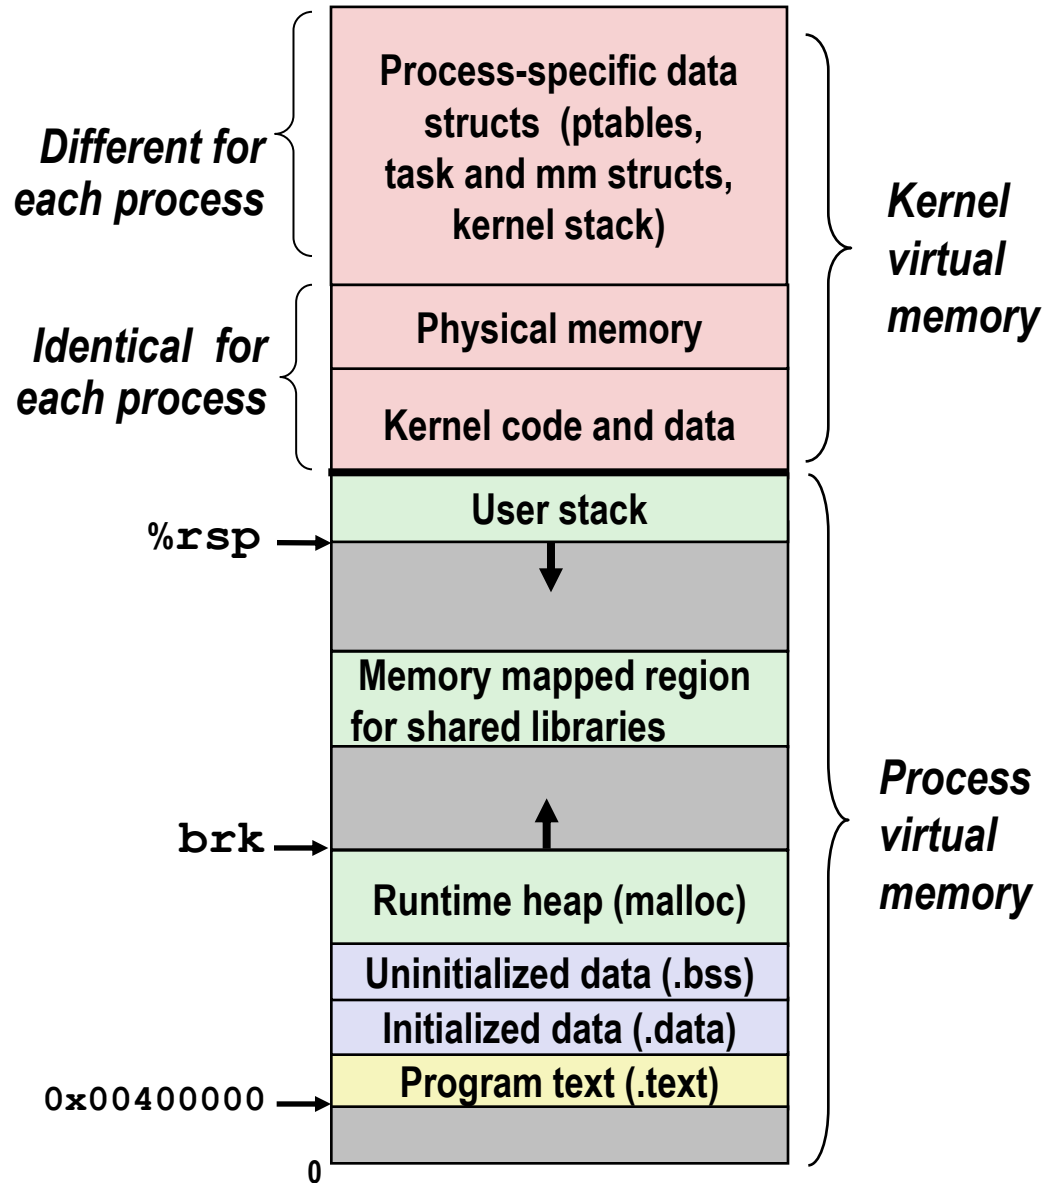 Process-specific data
structs (ptables,
task and mm structs,
kernel stack)
Different for
each process
Kernel
virtual
memory
Physical memory
Identical for
each process
Kernel code and data
User stack
%rsp
Memory mapped region
for shared libraries
Process
virtual
memory
brk
Runtime heap (malloc)
Uninitialized data (.bss)
Initialized data (.data)
Program text (.text)
0x00400000
0